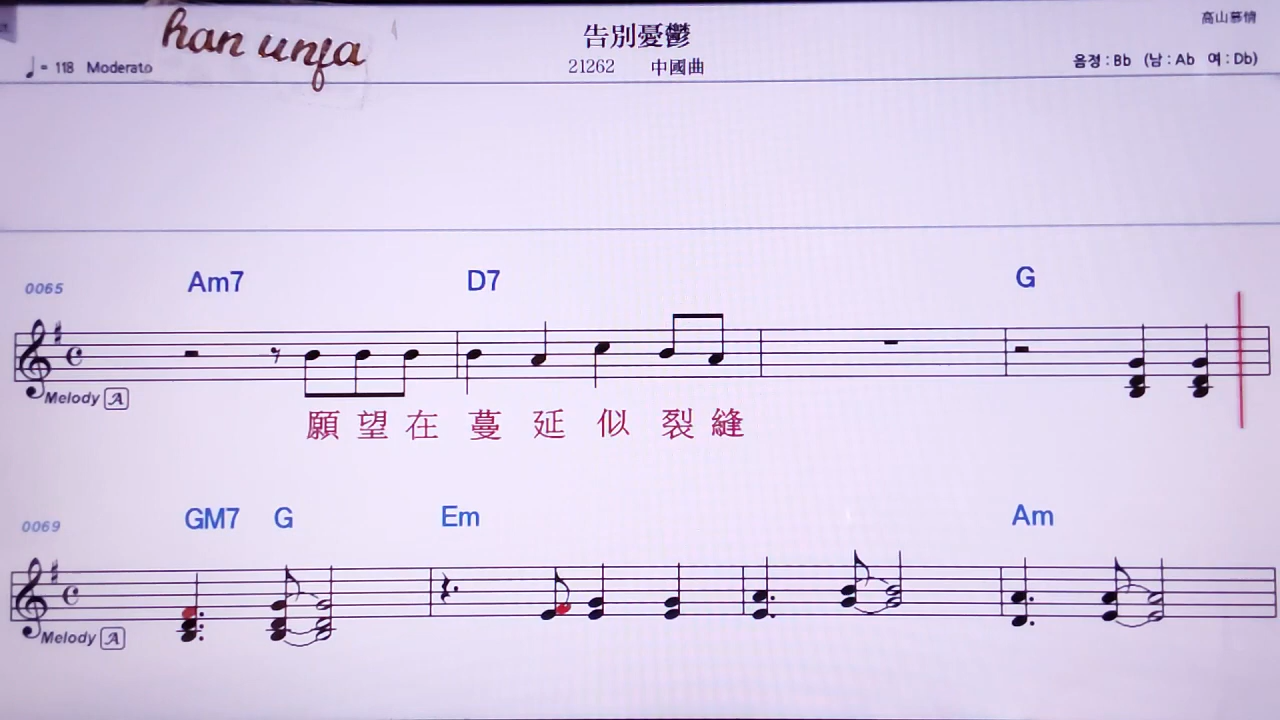 han unja
告別憂鬱
高山慕情
♩= 118 Moderato
21262 中國曲
음정 : Bb (남 : Ab 여 : Db)
0065 Am7 D7 G
Melody A
願望在蔓延似裂縫
0069 GM7 G Em Am
Melody A